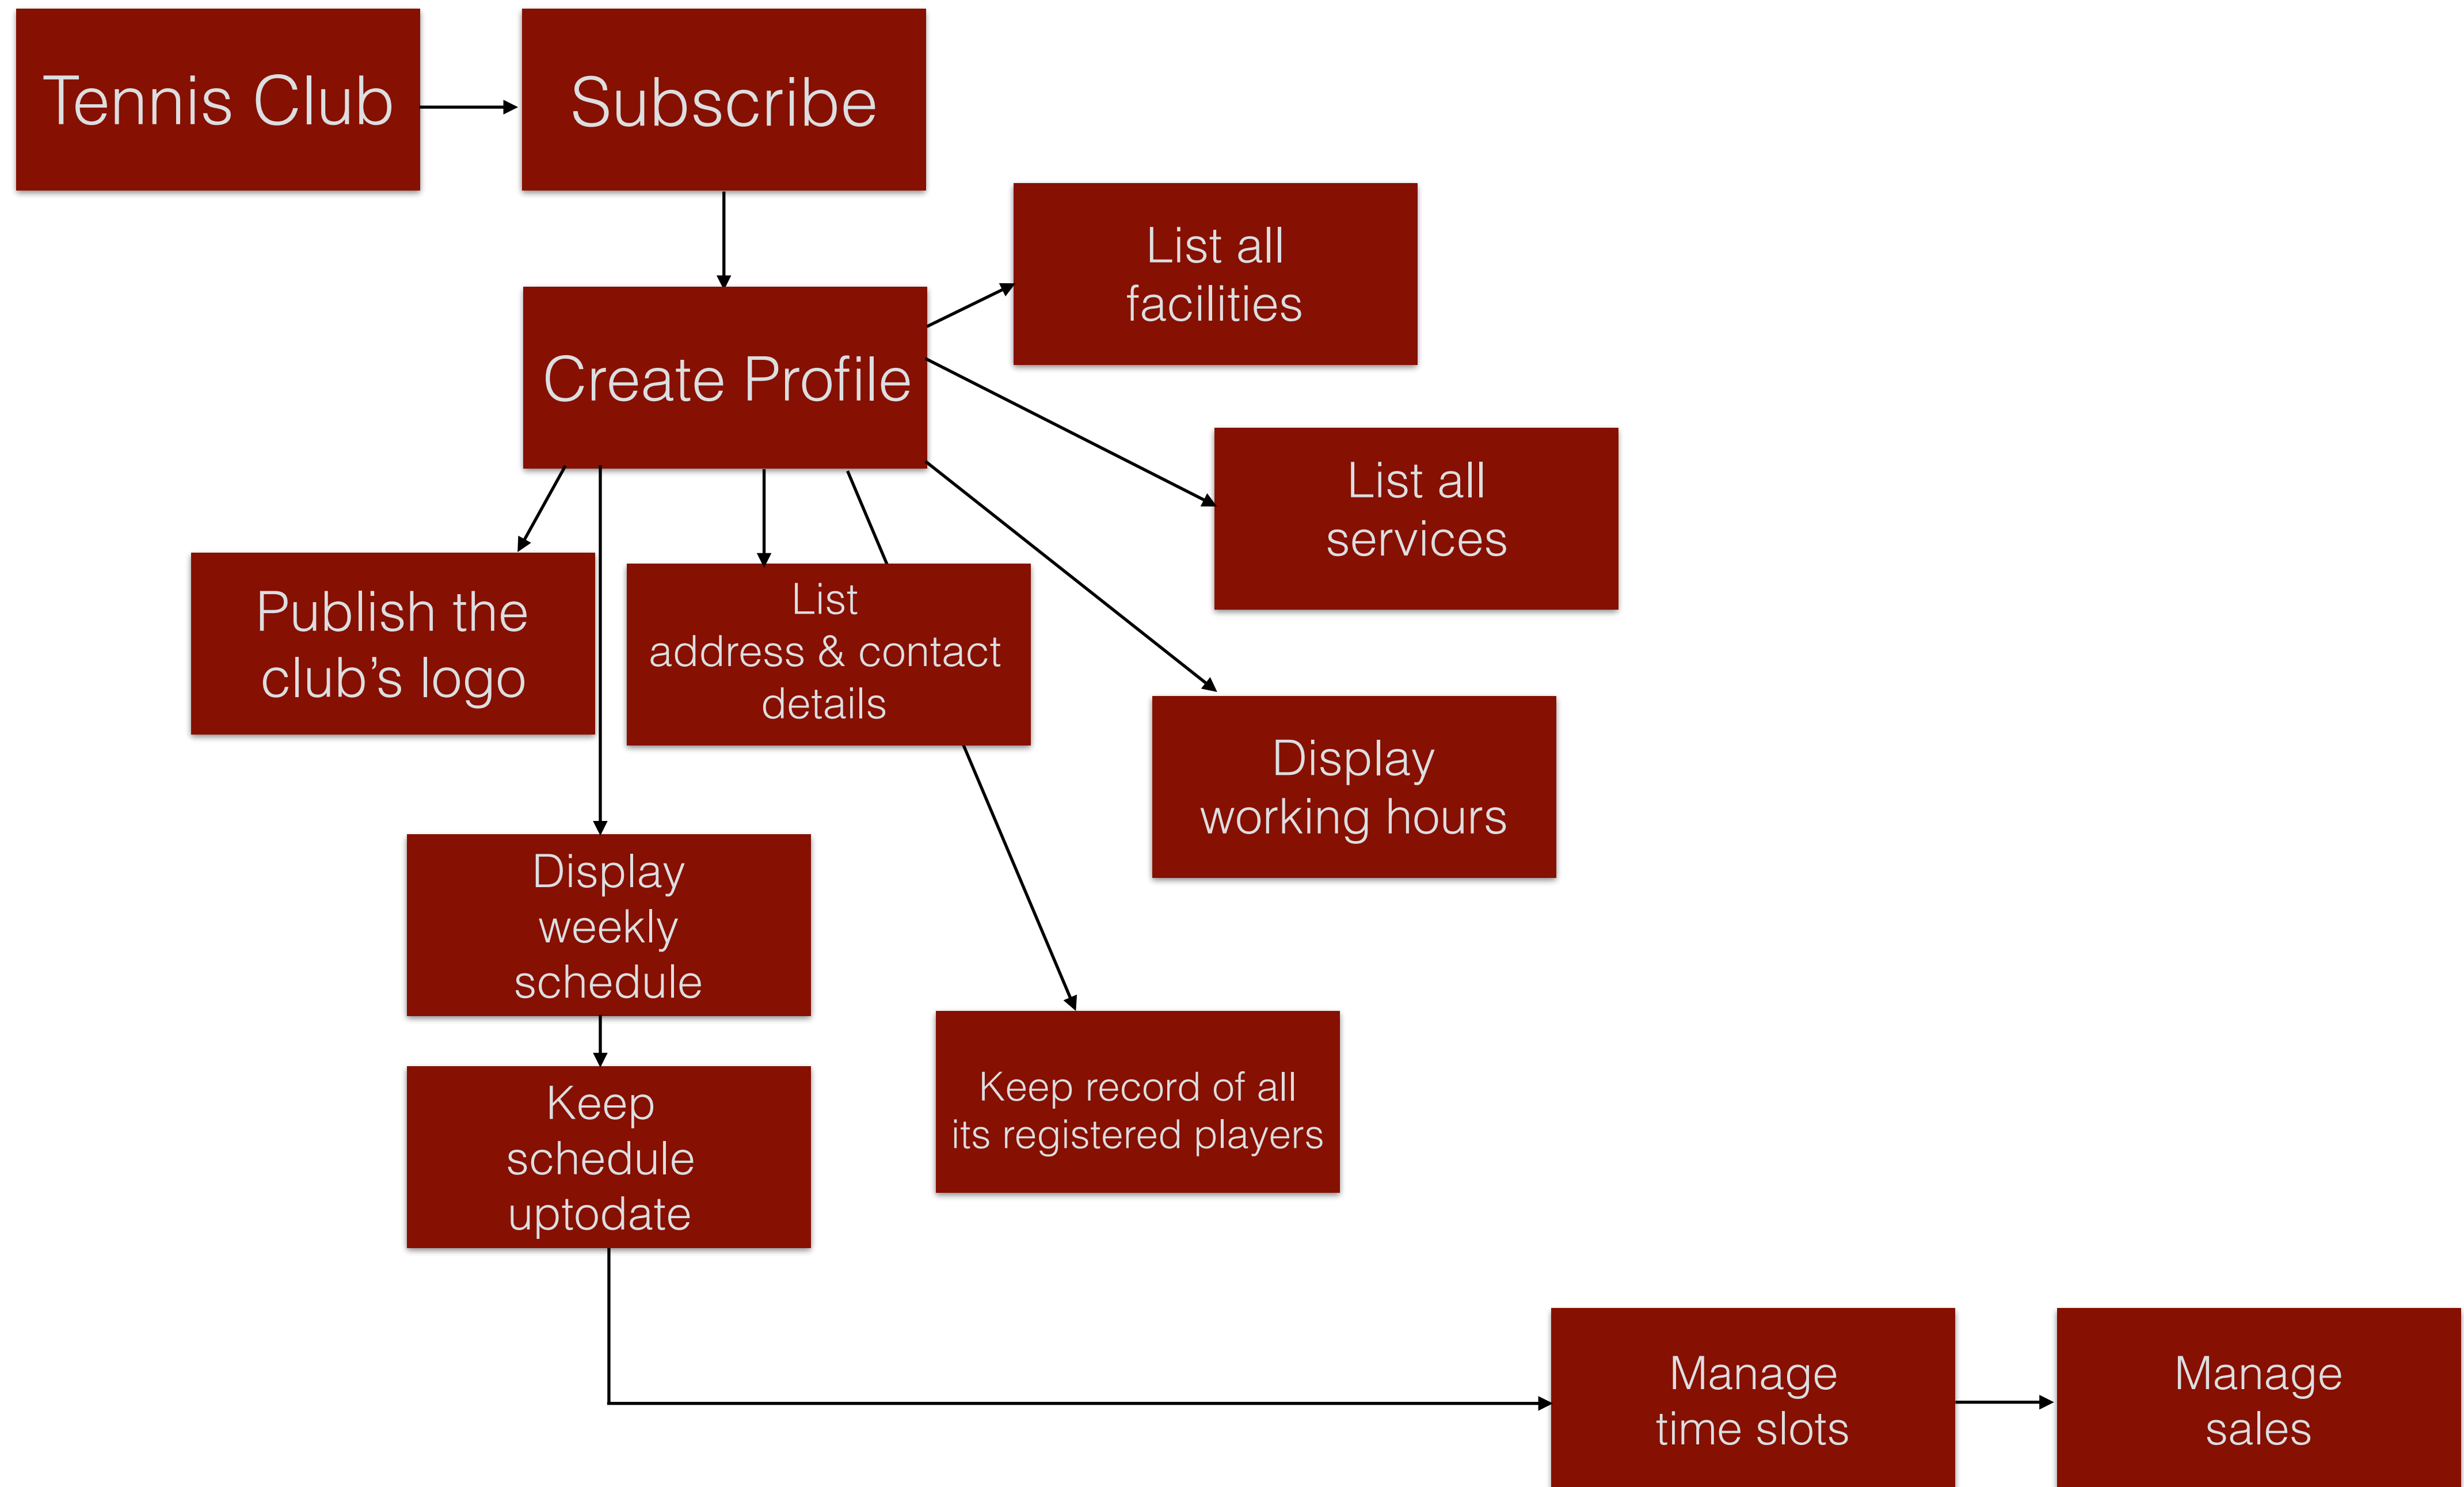 Tennis Club
Subscribe
List all
facilities
Create Profile
List all
services
Publish the
club’s logo
List
address & contact
details
Display
working hours
Display
weekly
schedule
Keep record of all
its registered players
Keep
schedule
uptodate
Manage
time slots
Manage
sales